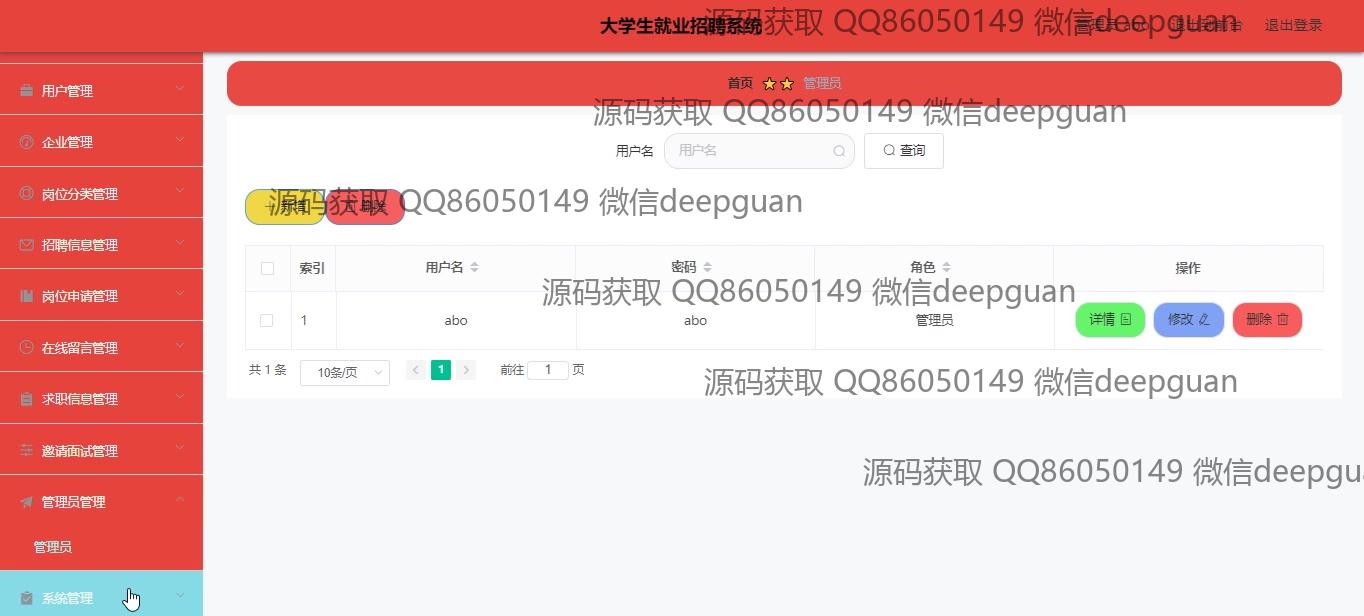 大学生就业招聘系统
源码获取 QQ86050149 微信deepguan
管理员 abo
退出到前台
退出登录
用户管理
企业管理
岗位分类管理
招聘信息管理
岗位申请管理
在线留言管理
求职信息管理
邀请面试管理
管理员管理
管理员
系统管理
首页 管理员
源码获取 QQ86050149 微信deepguan
用户名 用户名 查询
新增 删除
源码获取 QQ86050149 微信deepguan
索引 用户名 密码 角色 操作
源码获取 QQ86050149 微信deepguan
1 abo abo 管理员 详情 修改 删除
共 1 条 10条/页 1 前往 1 页
源码获取 QQ86050149 微信deepguan
源码获取 QQ86050149 微信deepgua